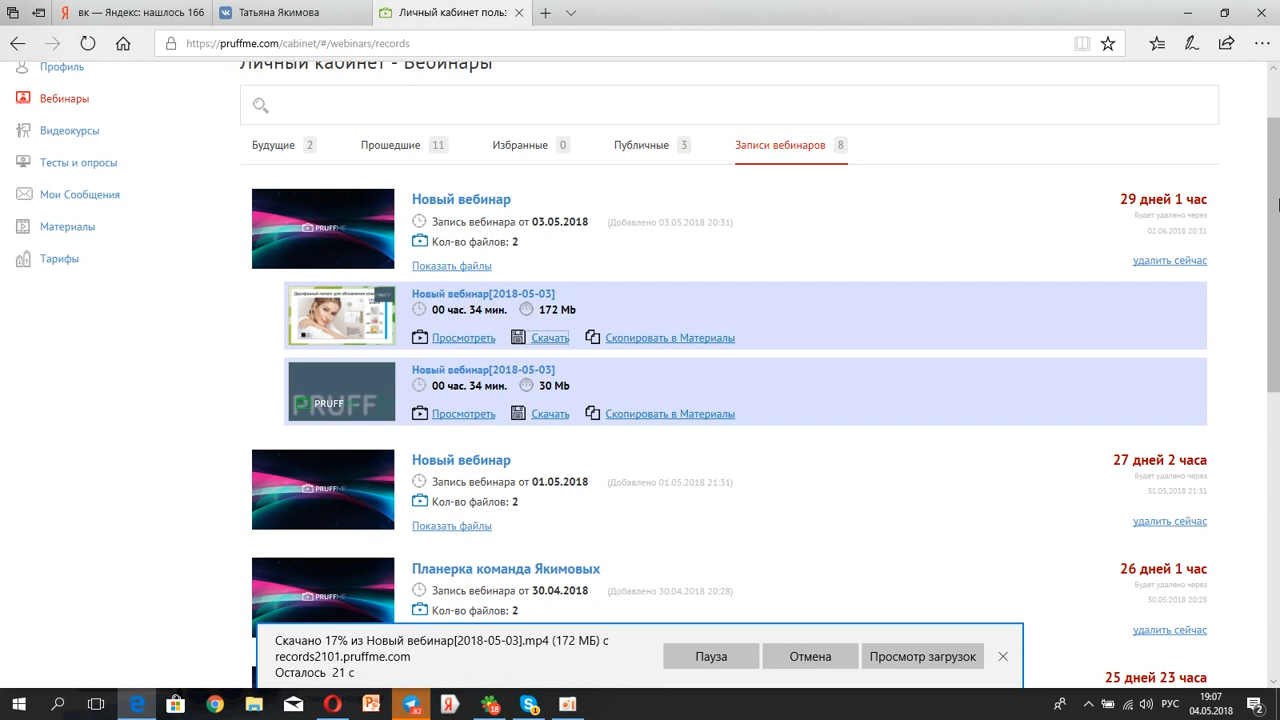 вк — Яндекс: нашлось 166
Татьяна Якимова
Личный кабинет польз
https://pruffme.com/cabinet/#/webinars/records
Личный кабинет - Вебинары
Профиль
Вебинары
Видеокурсы
Тесты и опросы
Мои Сообщения
Материалы
Тарифы
Будущие 2
Прошедшие 11
Избранные 0
Публичные 3
Записи вебинаров 8
PRUFFME
Новый вебинар
Запись вебинара от 03.05.2018 (Добавлено 03.05.2018 20:31)
Кол-во файлов: 2
Показать файлы
29 дней 1 час
Будет удалено через
02.06.2018 20:31
удалить сейчас
Новый вебинар[2018-05-03]
00 час. 34 мин. 172 Mb
Просмотреть Скачать Скопировать в Материалы
PRUFF
PRUFF
Новый вебинар[2018-05-03]
00 час. 34 мин. 30 Mb
Просмотреть Скачать Скопировать в Материалы
PRUFFME
Новый вебинар
Запись вебинара от 01.05.2018 (Добавлено 01.05.2018 21:31)
Кол-во файлов: 2
Показать файлы
27 дней 2 часа
Будет удалено через
31.05.2018 21:31
удалить сейчас
PRUFFME
Планерка команда Якимовых
Запись вебинара от 30.04.2018 (Добавлено 30.04.2018 20:28)
Кол-во файлов: 2
26 дней 1 час
Будет удалено через
30.05.2018 20:28
удалить сейчас
25 дней 23 часа
Скачано 17% из Новый вебинар[2018-05-03].mp4 (172 МБ) с
records2101.pruffme.com
Осталось 21 с
Пауза
Отмена
Просмотр загрузок
82
18
1
РУС
19:07
04.05.2018
2